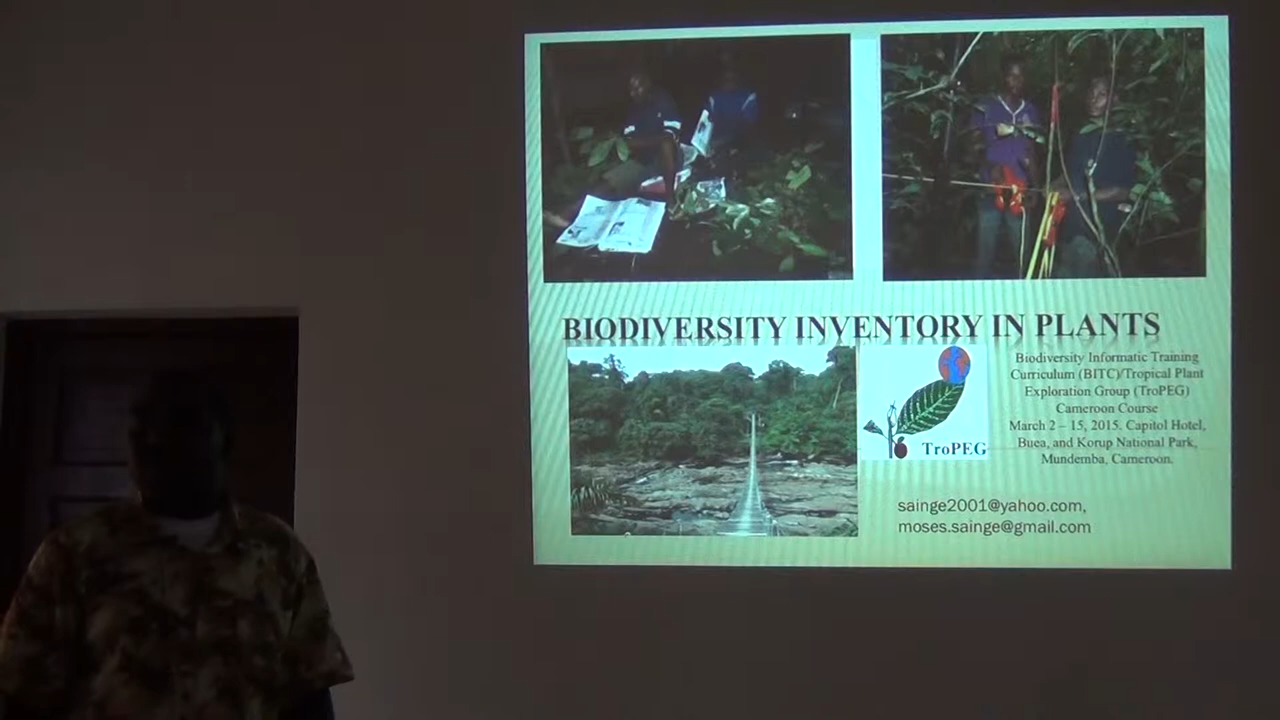 BIODIVERSITY INVENTORY IN PLANTS
TroPEG
Biodiversity Informatic Training
Curriculum (BITC)/Tropical Plant
Exploration Group (TroPEG)
Cameroon Course
March 2 – 15, 2015. Capitol Hotel,
Buea, and Korup National Park,
Mundemba, Cameroon.
sainge2001@yahoo.com,
moses.sainge@gmail.com